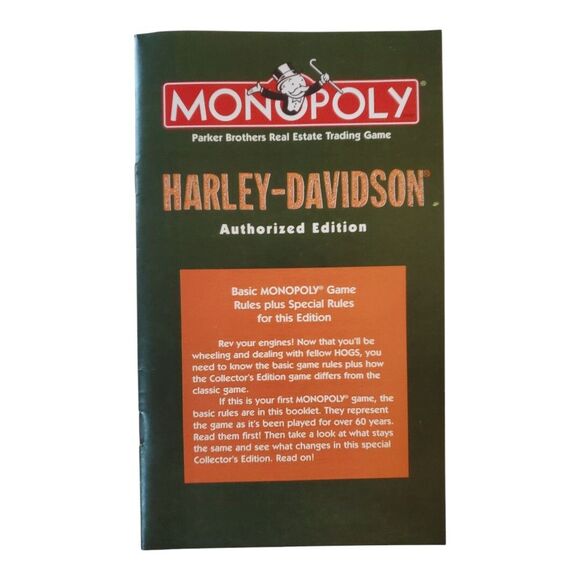 MONOPOLY®
Parker Brothers Real Estate Trading Game
HARLEY-DAVIDSON®
Authorized Edition
Basic MONOPOLY® Game
Rules plus Special Rules
for this Edition
Rev your engines! Now that you'll be
wheeling and dealing with fellow HOGS, you
need to know the basic game rules plus how
the Collector's Edition game differs from the
classic game.
If this is your first MONOPOLY® game, the
basic rules are in this booklet. They represent
the game as it's been played for over 60 years.
Read them first! Then take a look at what stays
the same and see what changes in this special
Collector's Edition. Read on!